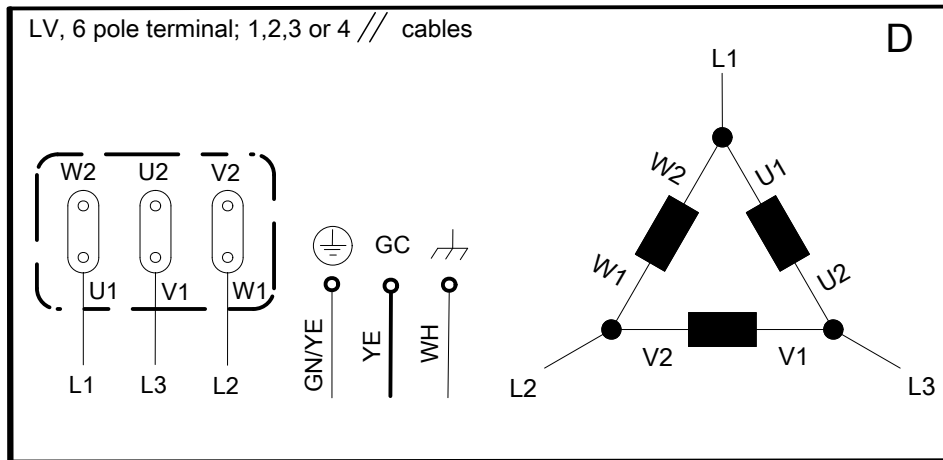 LV, 6 pole terminal; 1,2,3 or 4 // cables
D
L1
W2 U2 V2
U1 V1 W1
L1 L3 L2
GC
GN/YE YE WH
W2 U1
W1 U2
V2 V1
L2 L3